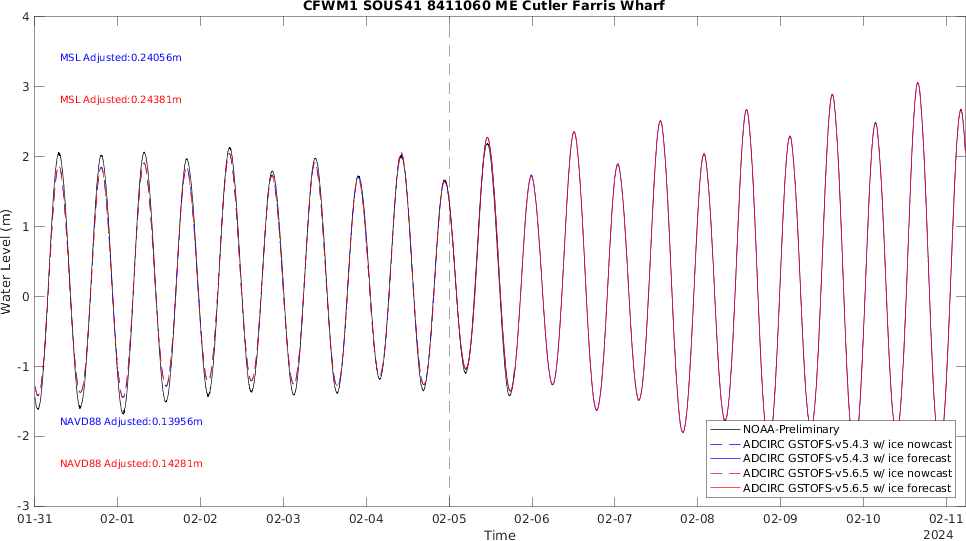 CFWM1 SOUS41 8411060 ME Cutler Farris Wharf
4
3
2
1
0
-1
-2
-3
Water Level (m)
MSL Adjusted:0.24056m
MSL Adjusted:0.24381m
NAVD88 Adjusted:0.13956m
NAVD88 Adjusted:0.14281m
NOAA-Preliminary
ADCIRC GSTOFS-v5.4.3 w/ ice nowcast
ADCIRC GSTOFS-v5.4.3 w/ ice forecast
ADCIRC GSTOFS-v5.6.5 w/ ice nowcast
ADCIRC GSTOFS-v5.6.5 w/ ice forecast
01-31 02-01 02-02 02-03 02-04 02-05 02-06 02-07 02-08 02-09 02-10 02-11
Time
2024